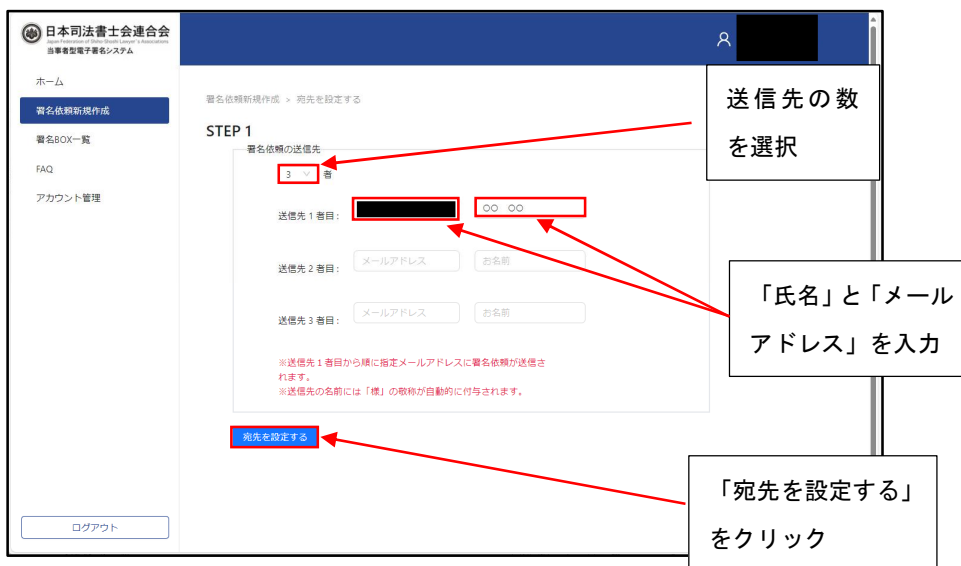 日本司法書士会連合会
Japan Federation of Shiho-Shoshi Lawyer's Associations
当事者型電子署名システム
ホーム
署名依頼新規作成
署名BOX一覧
FAQ
アカウント管理
ログアウト
署名依頼新規作成 > 宛先を設定する
STEP 1
署名依頼の送信先
3 者
送信先1者目: ○○ ○○
送信先2者目: メールアドレス お名前
送信先3者目: メールアドレス お名前
※送信先1者目から順に指定メールアドレスに署名依頼が送信さ
れます。
※送信先の名前には「様」の敬称が自動的に付与されます。
宛先を設定する
送信先の数
を選択
「氏名」と「メール
アドレス」を入力
「宛先を設定する」
をクリック